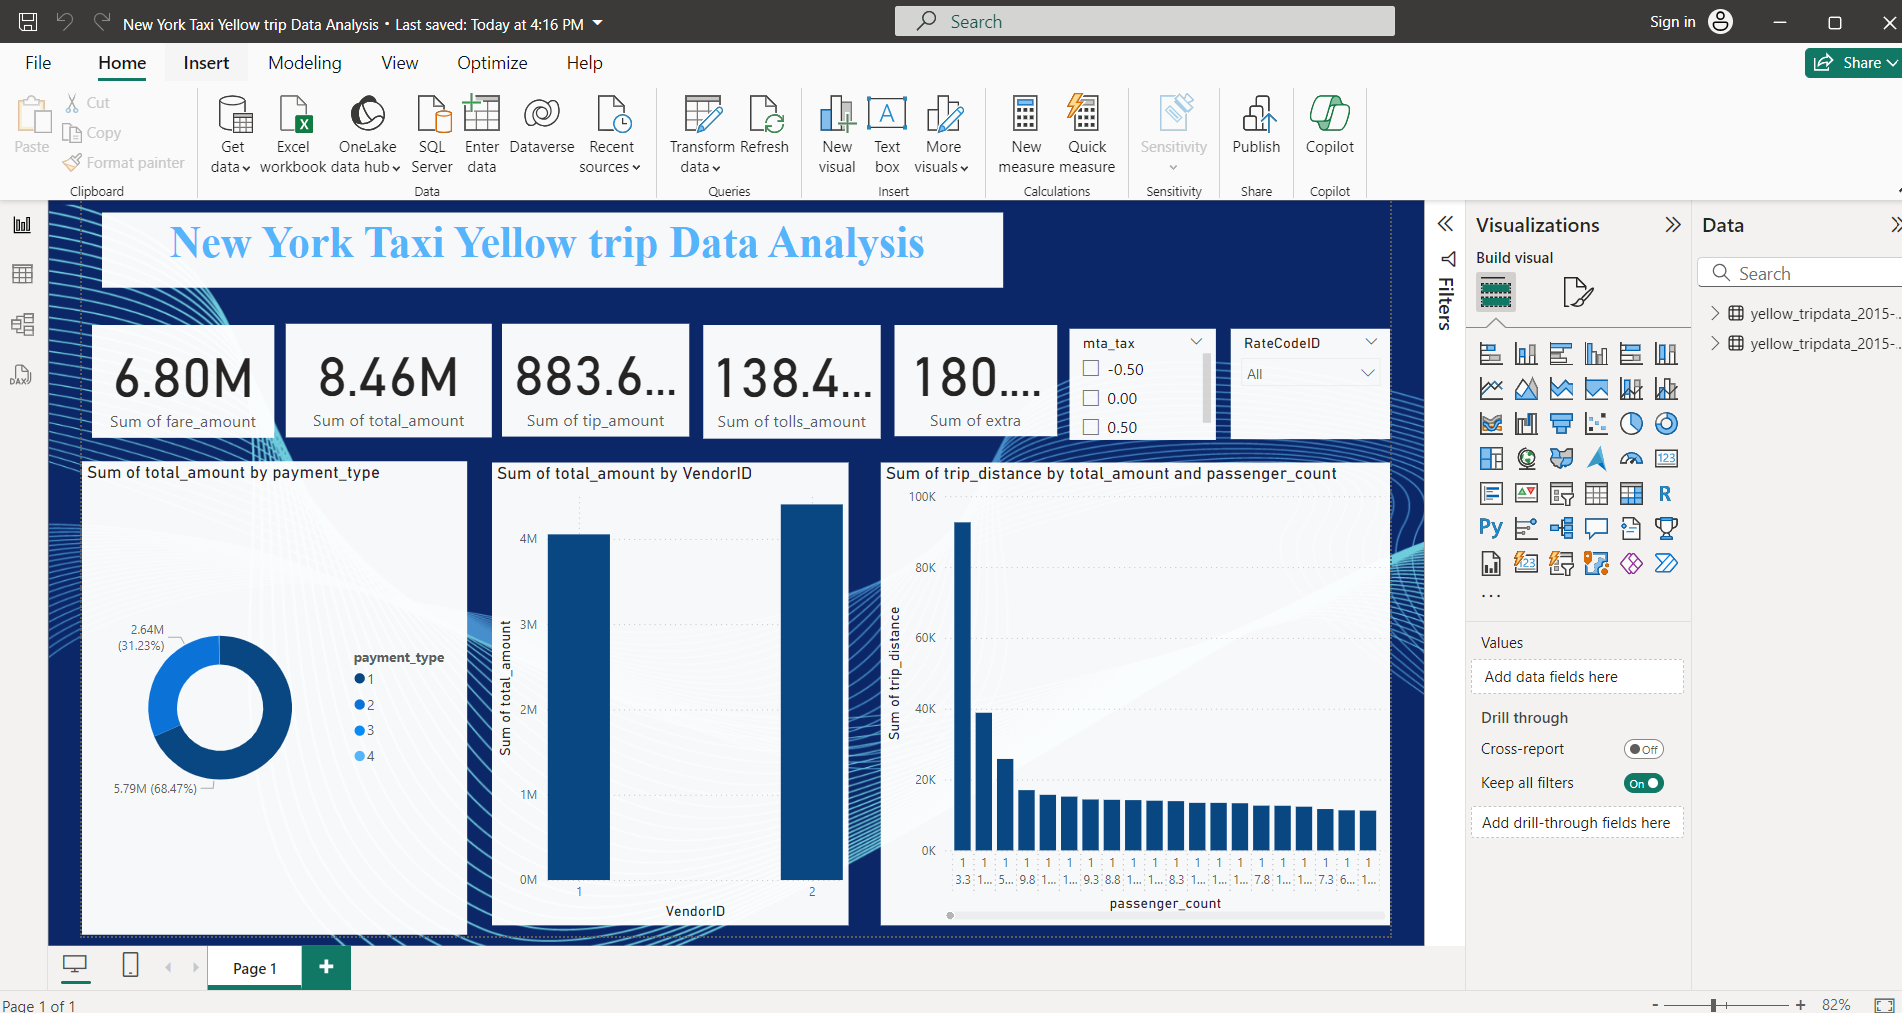 New York Taxi Yellow trip Data Analysis • Last saved: Today at 4:16 PM
Search
Sign in
File Home Insert Modeling View Optimize Help
Share
Paste
Cut
Copy
Format painter
Clipboard
Get data
Excel workbook
OneLake data hub
SQL Server
Enter data
Dataverse
Recent sources
Data
Transform data
Refresh
Queries
New visual
Text box
More visuals
Insert
New measure
Quick measure
Calculations
Sensitivity
Sensitivity
Publish
Share
Copilot
Copilot
DAX
New York Taxi Yellow trip Data Analysis
6.80M
Sum of fare_amount
8.46M
Sum of total_amount
883.6...
Sum of tip_amount
138.4...
Sum of tolls_amount
180....
Sum of extra
mta_tax
-0.50
0.00
0.50
RateCodeID
All
Sum of total_amount by payment_type
2.64M
(31.23%)
5.79M (68.47%)
payment_type
1
2
3
4
Sum of total_amount by VendorID
Sum of total_amount
4M
3M
2M
1M
0M
1 2
VendorID
Sum of trip_distance by total_amount and passenger_count
Sum of trip_distance
100K
80K
60K
40K
20K
0K
1 1 1 1 1 1 1 1 1 1 1 1 1 1 1 1 1 1 1 1
3.3 1... 5... 9.8 1... 1... 9.3 8.8 1... 1... 8.3 1... 1... 1... 7.8 1... 1... 7.3 6... 1...
passenger_count
Filters
Visualizations
Build visual
123
R
Py
123
...
Values
Add data fields here
Drill through
Cross-report
Off
Keep all filters
On
Add drill-through fields here
Data
Search
yellow_tripdata_2015-...
yellow_tripdata_2015-...
Page 1
+
Page 1 of 1
- + 82%